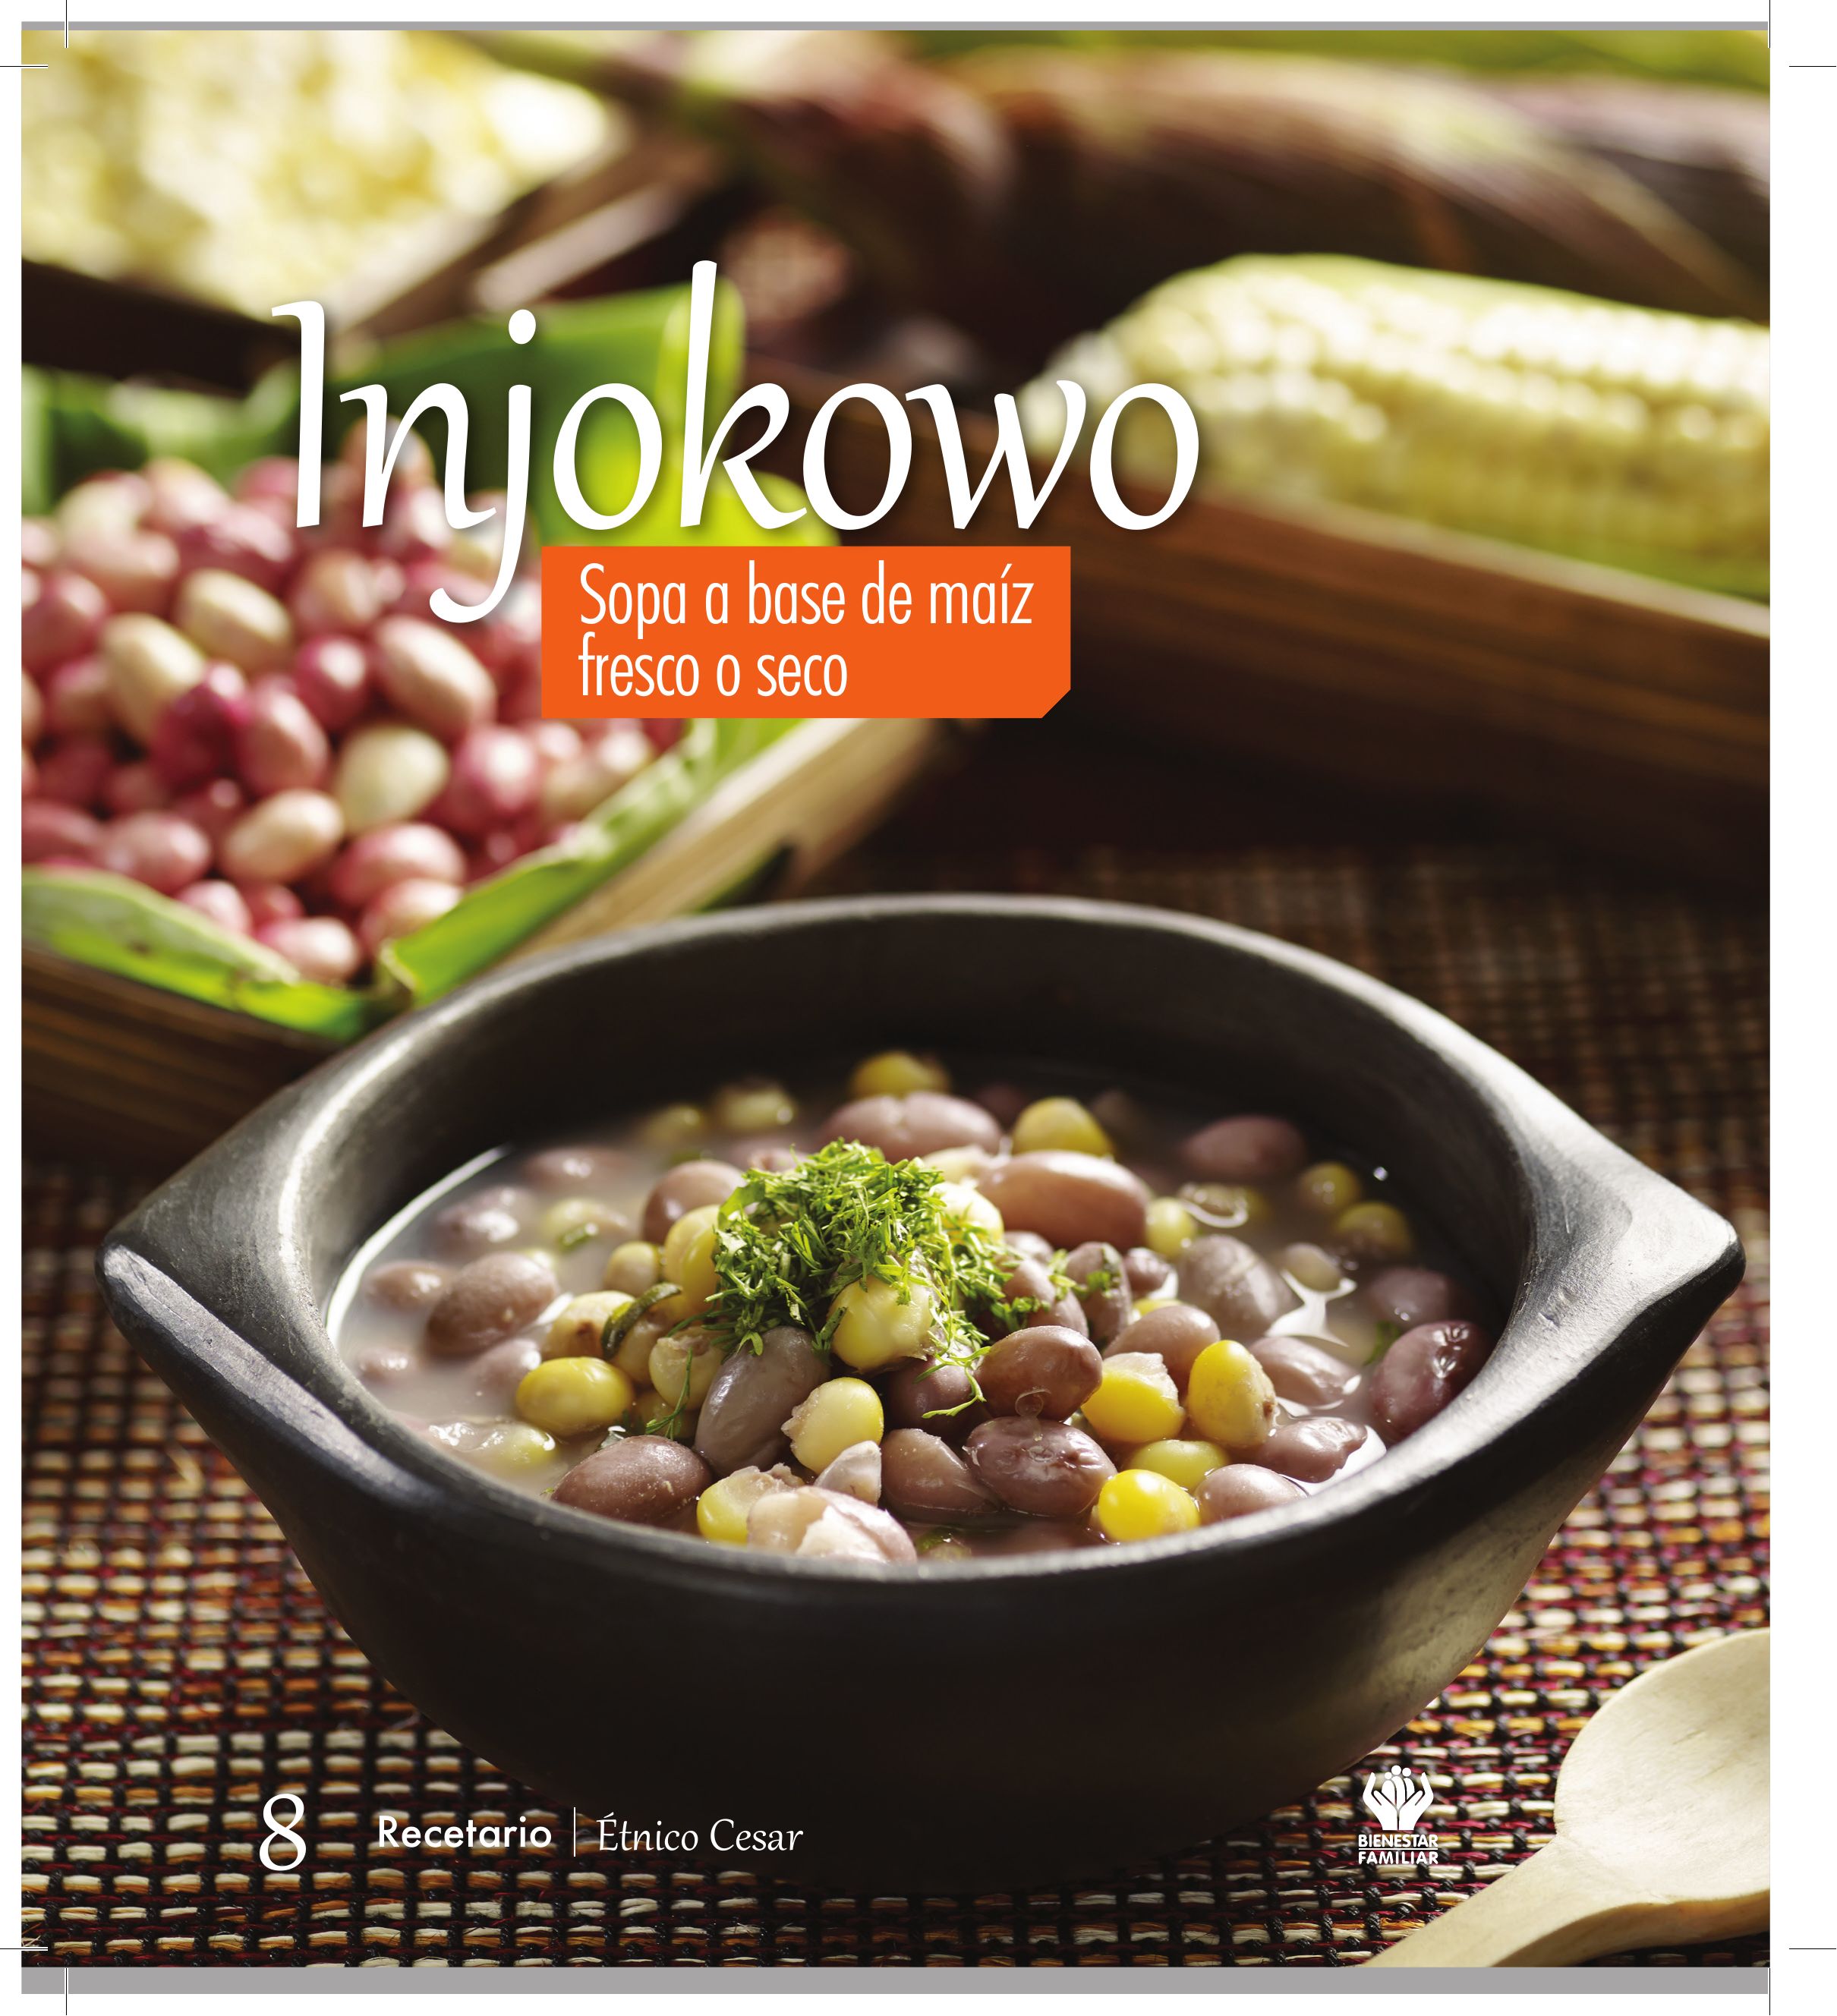 Injokowo
Sopa a base de maíz
fresco o seco
8 Recetario | Étnico Cesar
BIENESTAR
FAMILIAR